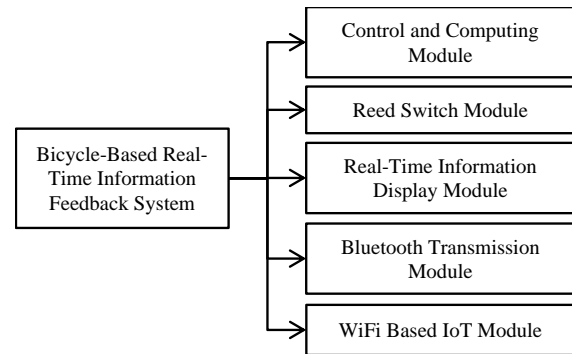 Control and Computing
Module
Reed Switch Module
Bicycle-Based Real-
Time Information
Feedback System
Real-Time Information
Display Module
Bluetooth Transmission
Module
WiFi Based IoT Module